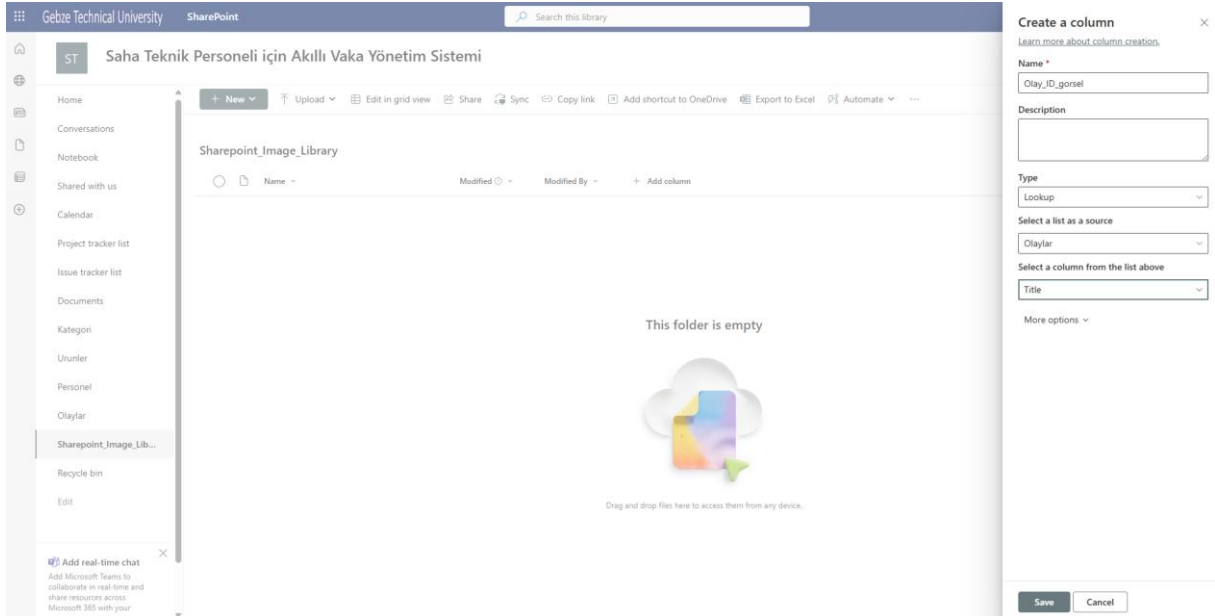 Gebze Technical University
SharePoint
Search this library
ST
Saha Teknik Personeli için Akıllı Vaka Yönetim Sistemi
Home
Conversations
Notebook
Shared with us
Calendar
Project tracker list
Issue tracker list
Documents
Kategori
Urunler
Personel
Olaylar
Sharepoint_Image_Lib...
Recycle bin
Edit
Add real-time chat
Add Microsoft Teams to
collaborate in real-time and
share resources across
Microsoft 365 with your
+ New Upload Edit in grid view Share Sync Copy link Add shortcut to OneDrive Export to Excel Automate ...
Sharepoint_Image_Library
Name Modified Modified By + Add column
This folder is empty
Drag and drop files here to access them from any device.
Create a column
Learn more about column creation.
Name *
Olay_ID_gorsel
Description
Type
Lookup
Select a list as a source
Olaylar
Select a column from the list above
Title
More options
Save Cancel